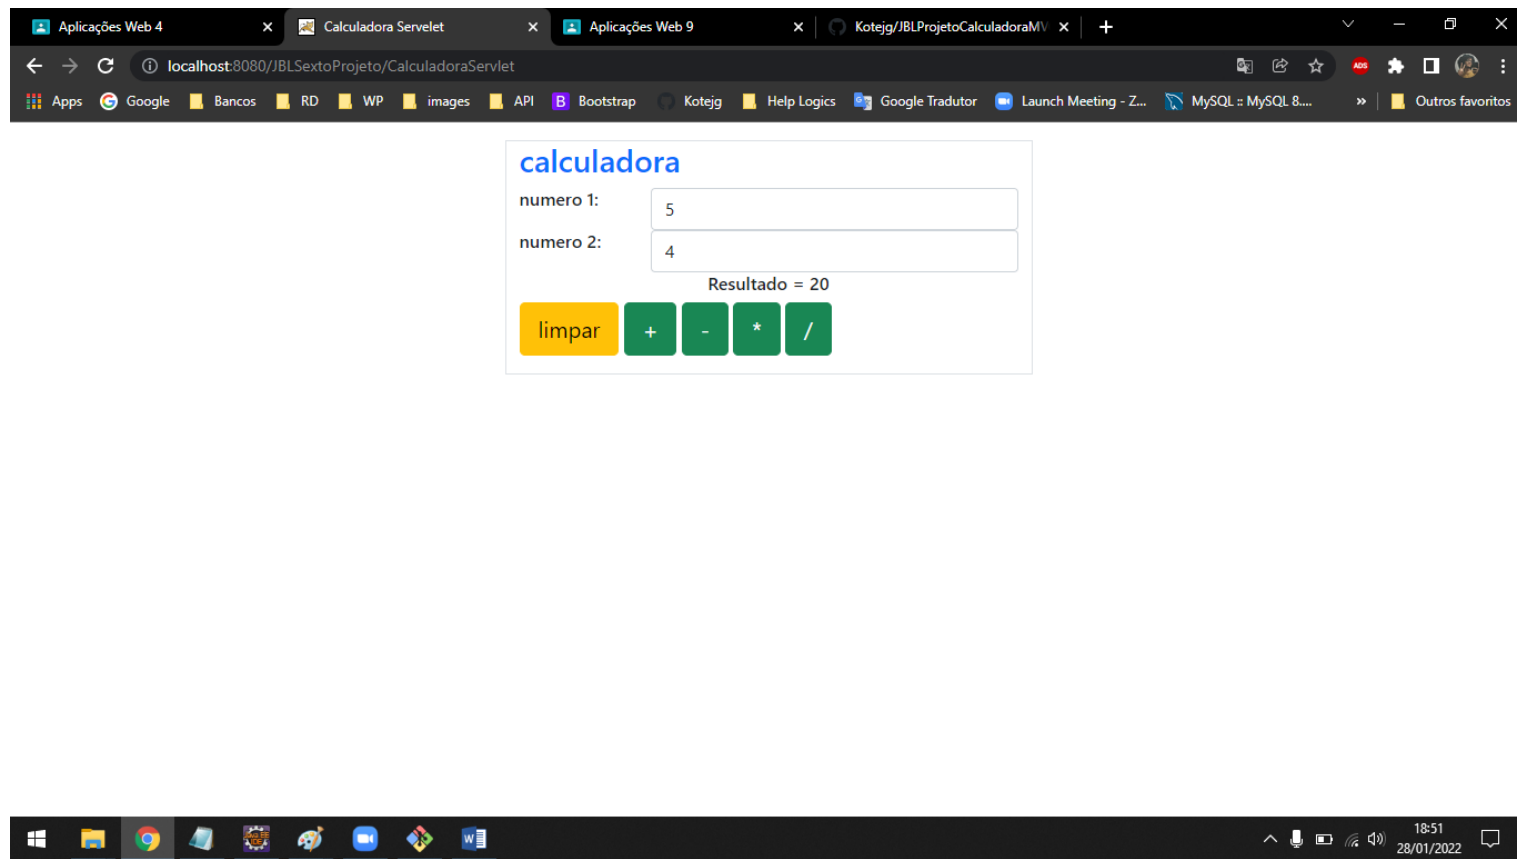 Aplicações Web 4
Calculadora Servelet
Aplicações Web 9
Kotejg/JBLProjetoCalculadoraMV
localhost:8080/JBLSextoProjeto/CalculadoraServlet
ADS
Apps Google Bancos RD WP images API B Bootstrap Kotejg Help Logics Google Tradutor Launch Meeting - Z... MySQL :: MySQL 8.... » Outros favoritos
calculadora
numero 1: 5
numero 2: 4
Resultado = 20
limpar + - * /
18:51
28/01/2022